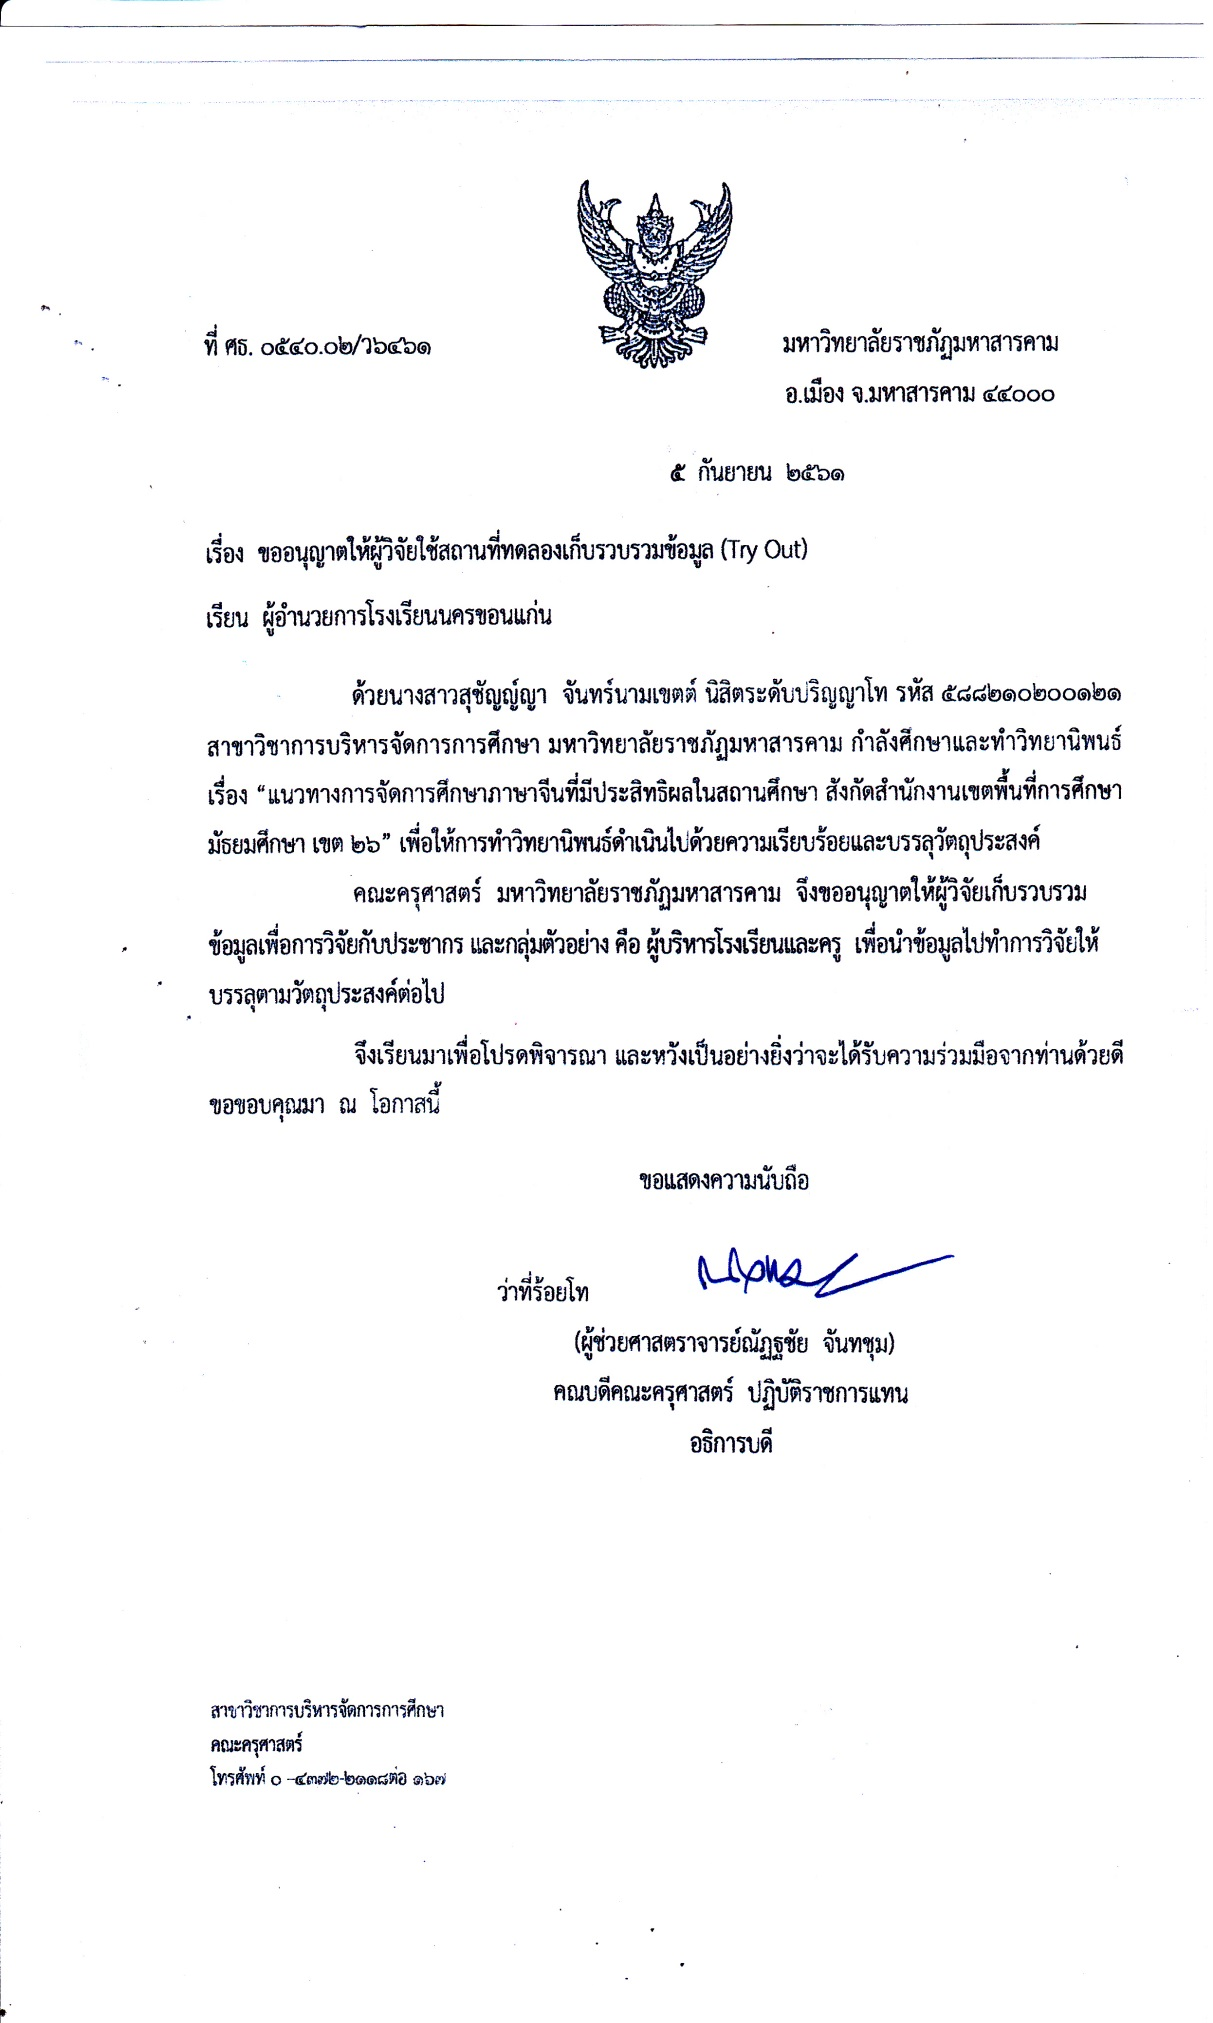 ที่ ศธ. ๐๕๔๐.๐๒/ว๖๔๖๑
มหาวิทยาลัยราชภัฏมหาสารคาม
อ.เมือง จ.มหาสารคาม ๔๔๐๐๐
๕ กันยายน ๒๕๖๑
เรื่อง ขออนุญาตให้ผู้วิจัยใช้สถานที่ทดลองเก็บรวบรวมข้อมูล (Try Out)
เรียน ผู้อำนวยการโรงเรียนนครขอนแก่น
ด้วยนางสาวสุชัญญ์ญา จันทร์นามเขตต์ นิสิตระดับปริญญาโท รหัส ๕๘๘๒๑๐๒๐๐๑๒๑
สาขาวิชาการบริหารจัดการการศึกษา มหาวิทยาลัยราชภัฏมหาสารคาม กำลังศึกษาและทำวิทยานิพนธ์
เรื่อง “แนวทางการจัดการศึกษาภาษาจีนที่มีประสิทธิผลในสถานศึกษา สังกัดสำนักงานเขตพื้นที่การศึกษา
มัธยมศึกษา เขต ๒๖” เพื่อให้การทำวิทยานิพนธ์ดำเนินไปด้วยความเรียบร้อยและบรรลุวัตถุประสงค์
คณะครุศาสตร์ มหาวิทยาลัยราชภัฏมหาสารคาม จึงขออนุญาตให้ผู้วิจัยเก็บรวบรวม
ข้อมูลเพื่อการวิจัยกับประชากร และกลุ่มตัวอย่าง คือ ผู้บริหารโรงเรียนและครู เพื่อนำข้อมูลไปทำการวิจัยให้
บรรลุตามวัตถุประสงค์ต่อไป
จึงเรียนมาเพื่อโปรดพิจารณา และหวังเป็นอย่างยิ่งว่าจะได้รับความร่วมมือจากท่านด้วยดี
ขอขอบคุณมา ณ โอกาสนี้
ขอแสดงความนับถือ
ว่าที่ร้อยโท
(ผู้ช่วยศาสตราจารย์ณัฏฐชัย จันทชุม)
คณบดีคณะครุศาสตร์ ปฏิบัติราชการแทน
อธิการบดี
สาขาวิชาการบริหารจัดการการศึกษา
คณะครุศาสตร์
โทรศัพท์ ๐ -๔๓๗๒-๒๑๑๘ต่อ ๑๖๗